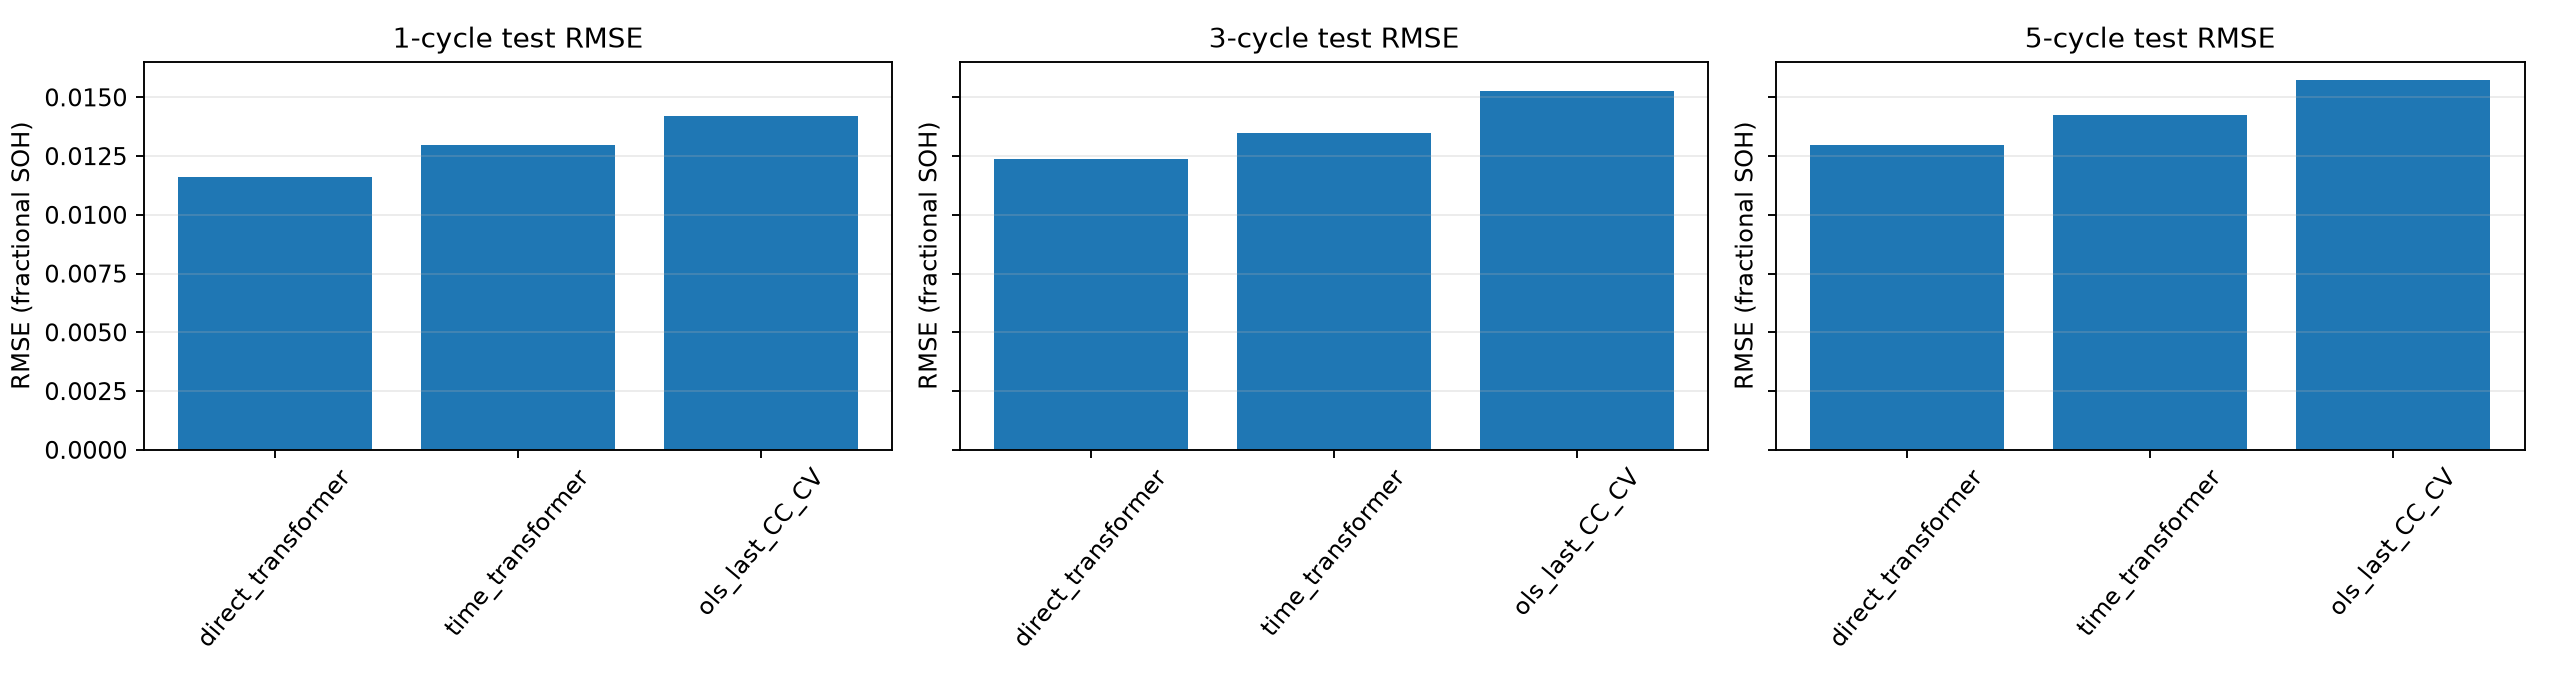 1-cycle test RMSE
RMSE (fractional SOH)
0.0150
0.0125
0.0100
0.0075
0.0050
0.0025
0.0000
direct_transformer
time_transformer
ols_last_CC_CV
3-cycle test RMSE
RMSE (fractional SOH)
direct_transformer
time_transformer
ols_last_CC_CV
5-cycle test RMSE
RMSE (fractional SOH)
direct_transformer
time_transformer
ols_last_CC_CV